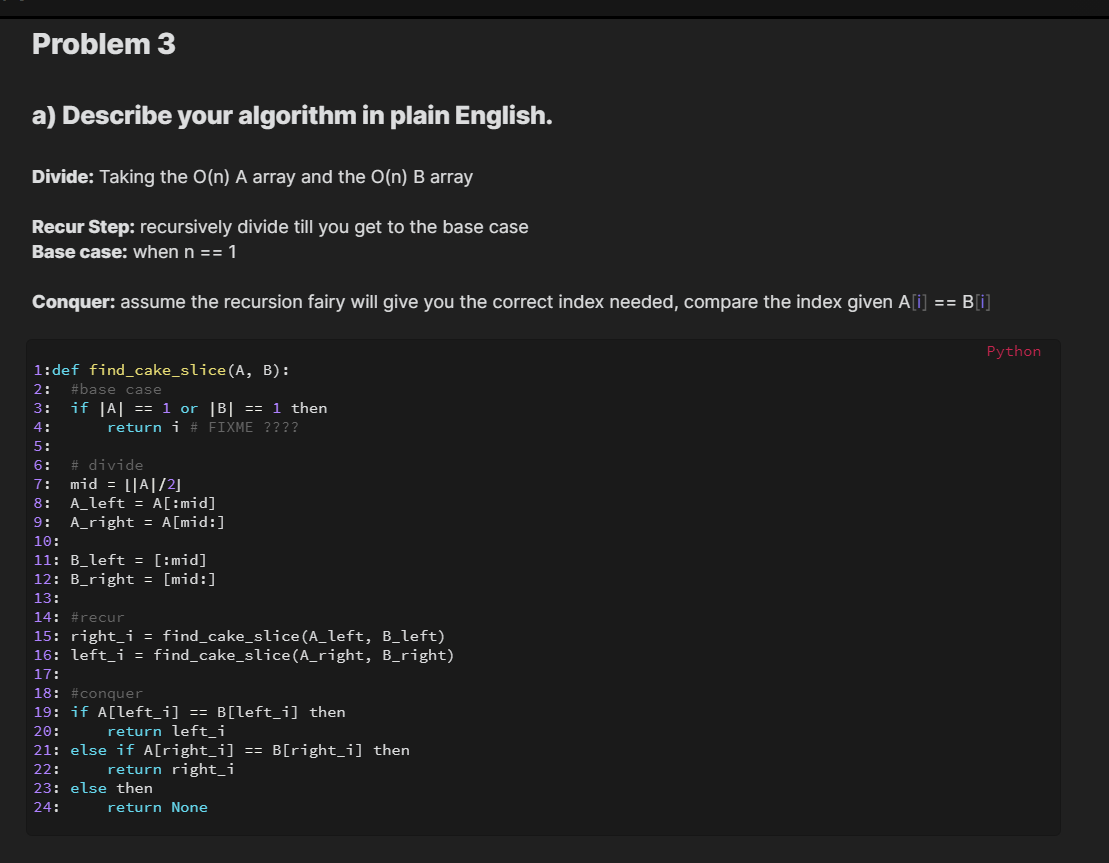 Problem 3
a) Describe your algorithm in plain English.
Divide: Taking the O(n) A array and the O(n) B array
Recur Step: recursively divide till you get to the base case
Base case: when n == 1
Conquer: assume the recursion fairy will give you the correct index needed, compare the index given A[i] == B[i]
Python
1:def find_cake_slice(A, B):
2:  #base case
3:  if |A| == 1 or |B| == 1 then
4:      return i # FIXME ????
5:
6:  # divide
7:  mid = ⌊|A|/2⌋
8:  A_left = A[:mid]
9:  A_right = A[mid:]
10:
11: B_left = [:mid]
12: B_right = [mid:]
13:
14: #recur
15: right_i = find_cake_slice(A_left, B_left)
16: left_i = find_cake_slice(A_right, B_right)
17:
18: #conquer
19: if A[left_i] == B[left_i] then
20:     return left_i
21: else if A[right_i] == B[right_i] then
22:     return right_i
23: else then
24:     return None